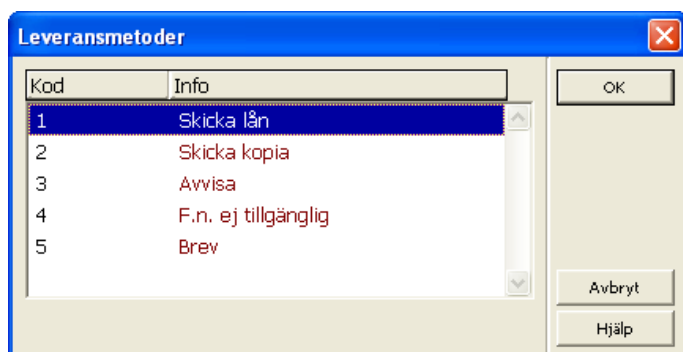 Leveransmetoder
Kod Info OK
1 Skicka lån
2 Skicka kopia
3 Avvisa
4 F.n. ej tillgänglig
5 Brev
Avbryt
Hjälp